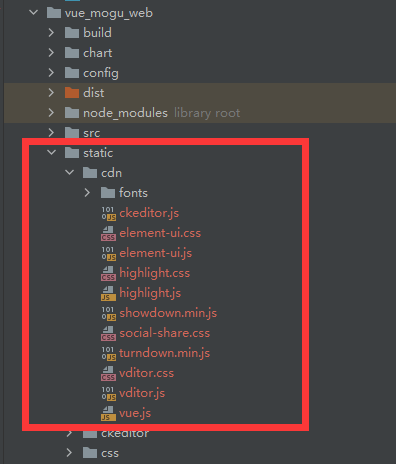 vue_mogu_web
build
chart
config
dist
node_modules library root
src
static
cdn
fonts
ckeditor.js
element-ui.css
element-ui.js
highlight.css
highlight.js
showdown.min.js
social-share.css
turndown.min.js
vditor.css
vditor.js
vue.js
ckeditor
css